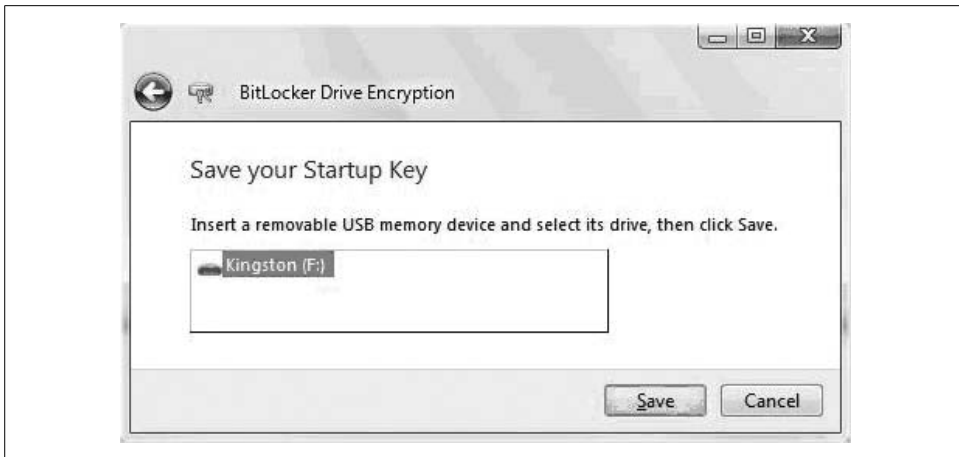 BitLocker Drive Encryption
Save your Startup Key
Insert a removable USB memory device and select its drive, then click Save.
Kingston (F:)
Save
Cancel